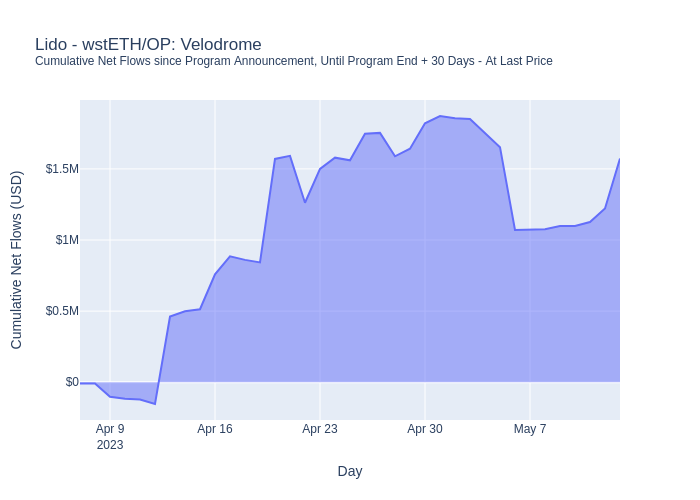 Lido - wstETH/OP: Velodrome
Cumulative Net Flows since Program Announcement, Until Program End + 30 Days - At Last Price
Cumulative Net Flows (USD)
$1.5M
$1M
$0.5M
$0
Apr 9
2023
Apr 16
Apr 23
Apr 30
May 7
Day